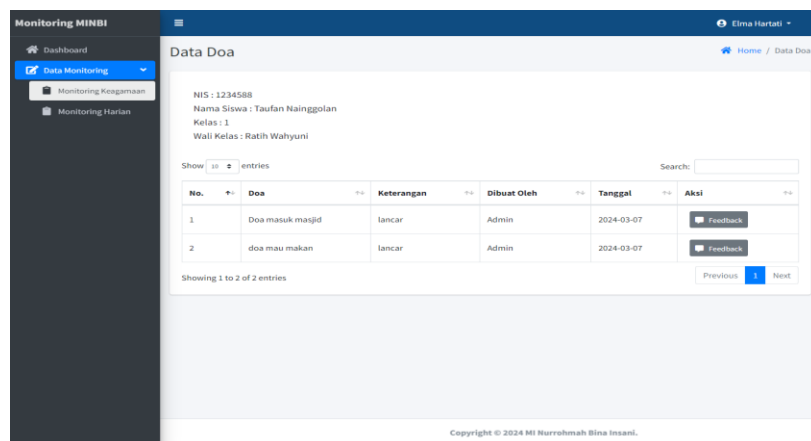 Monitoring MINBI
Elma Hartati
Dashboard
Data Monitoring
Monitoring Keagamaan
Monitoring Harian
Data Doa
Home / Data Doa
NIS : 1234588
Nama Siswa : Taufan Nainggolan
Kelas : 1
Wali Kelas : Ratih Wahyuni
Show 10 entries
Search:
No. Doa Keterangan Dibuat Oleh Tanggal Aksi
1 Doa masuk masjid lancar Admin 2024-03-07 Feedback
2 doa mau makan lancar Admin 2024-03-07 Feedback
Showing 1 to 2 of 2 entries
Previous 1 Next
Copyright © 2024 MI Nurrohmah Bina Insani.